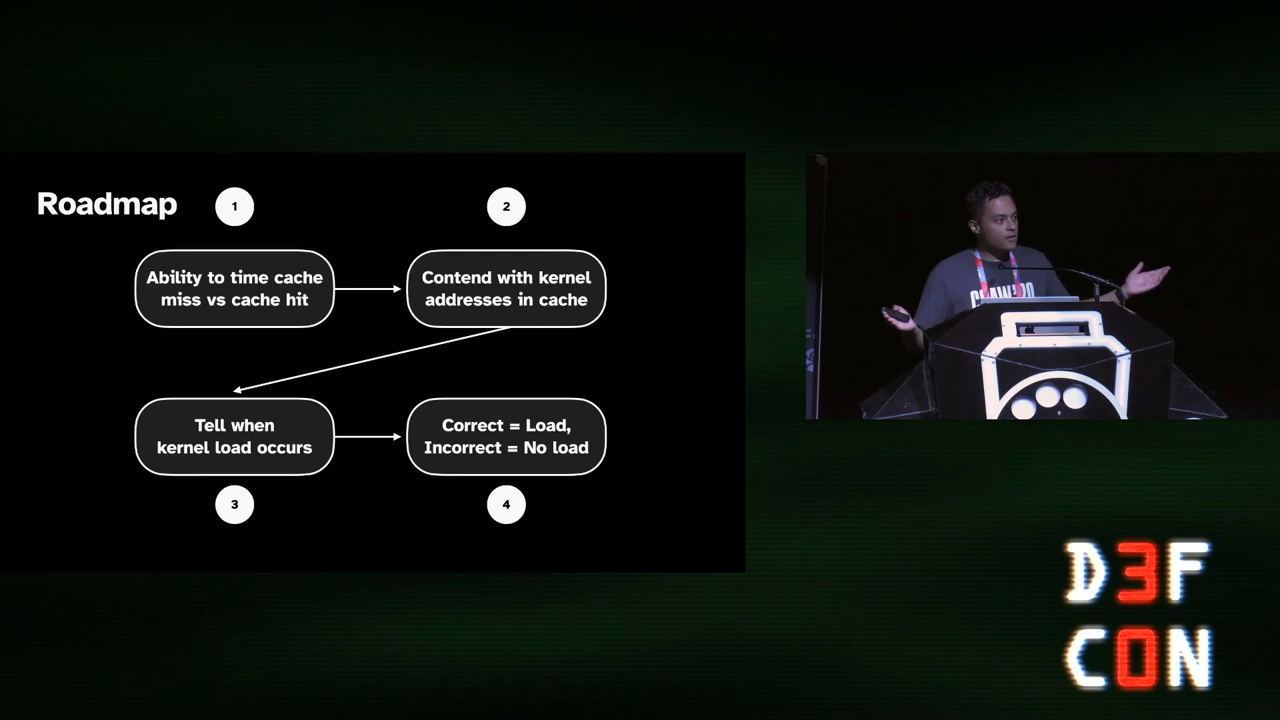 Roadmap
1
2
Ability to time cache
miss vs cache hit
Contend with kernel
addresses in cache
Tell when
kernel load occurs
Correct = Load,
Incorrect = No load
3
4
D3F
C0N